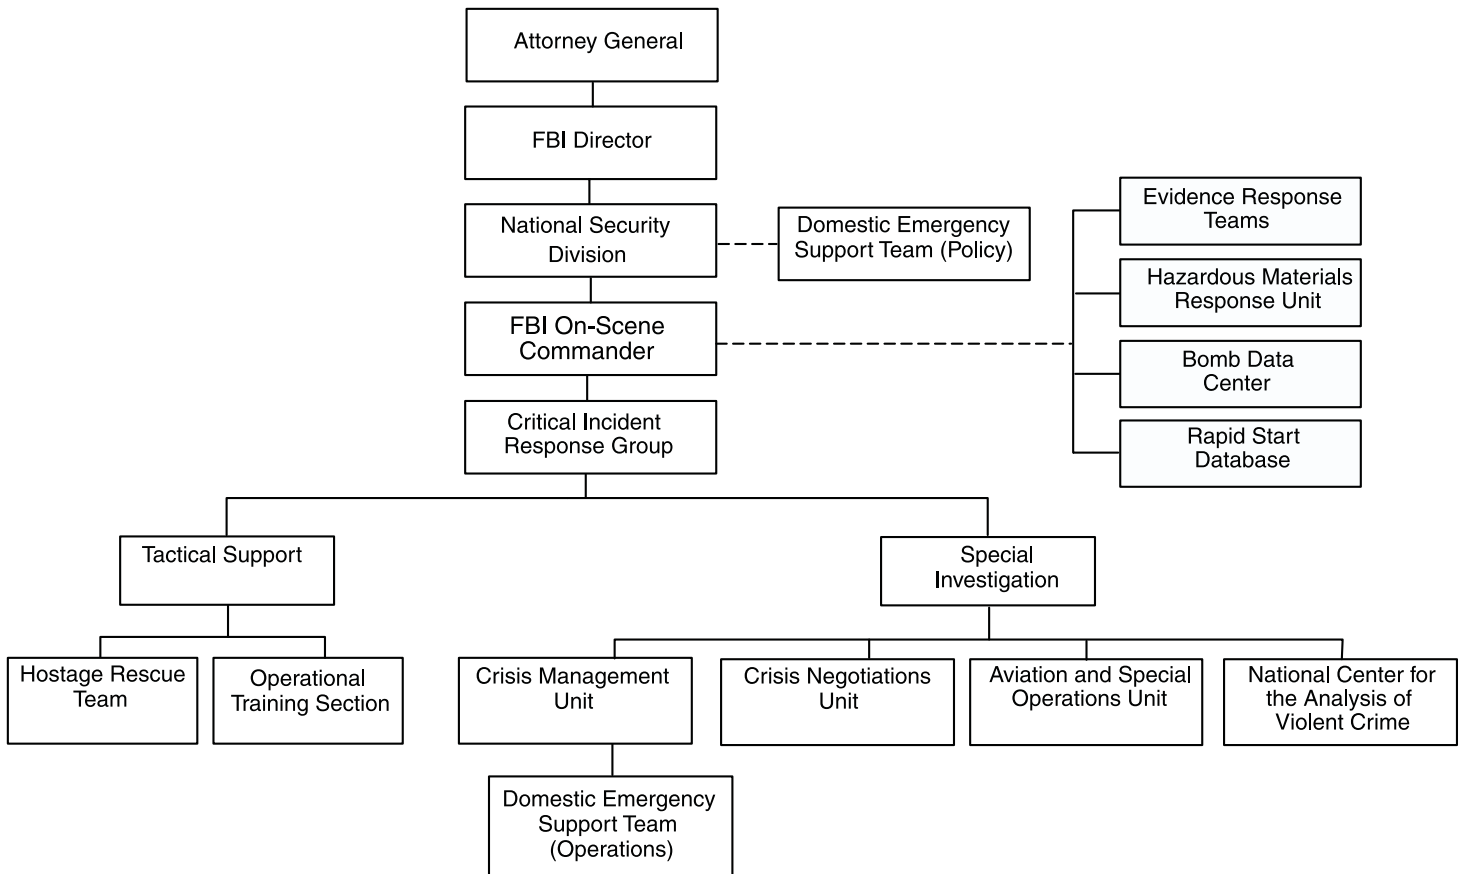 Attorney General
FBI Director
National Security
Division
Domestic Emergency
Support Team (Policy)
Evidence Response
Teams
Hazardous Materials
Response Unit
FBI On-Scene
Commander
Bomb Data
Center
Critical Incident
Response Group
Rapid Start
Database
Tactical Support
Special
Investigation
Hostage Rescue
Team
Operational
Training Section
Crisis Management
Unit
Crisis Negotiations
Unit
Aviation and Special
Operations Unit
National Center for
the Analysis of
Violent Crime
Domestic Emergency
Support Team
(Operations)